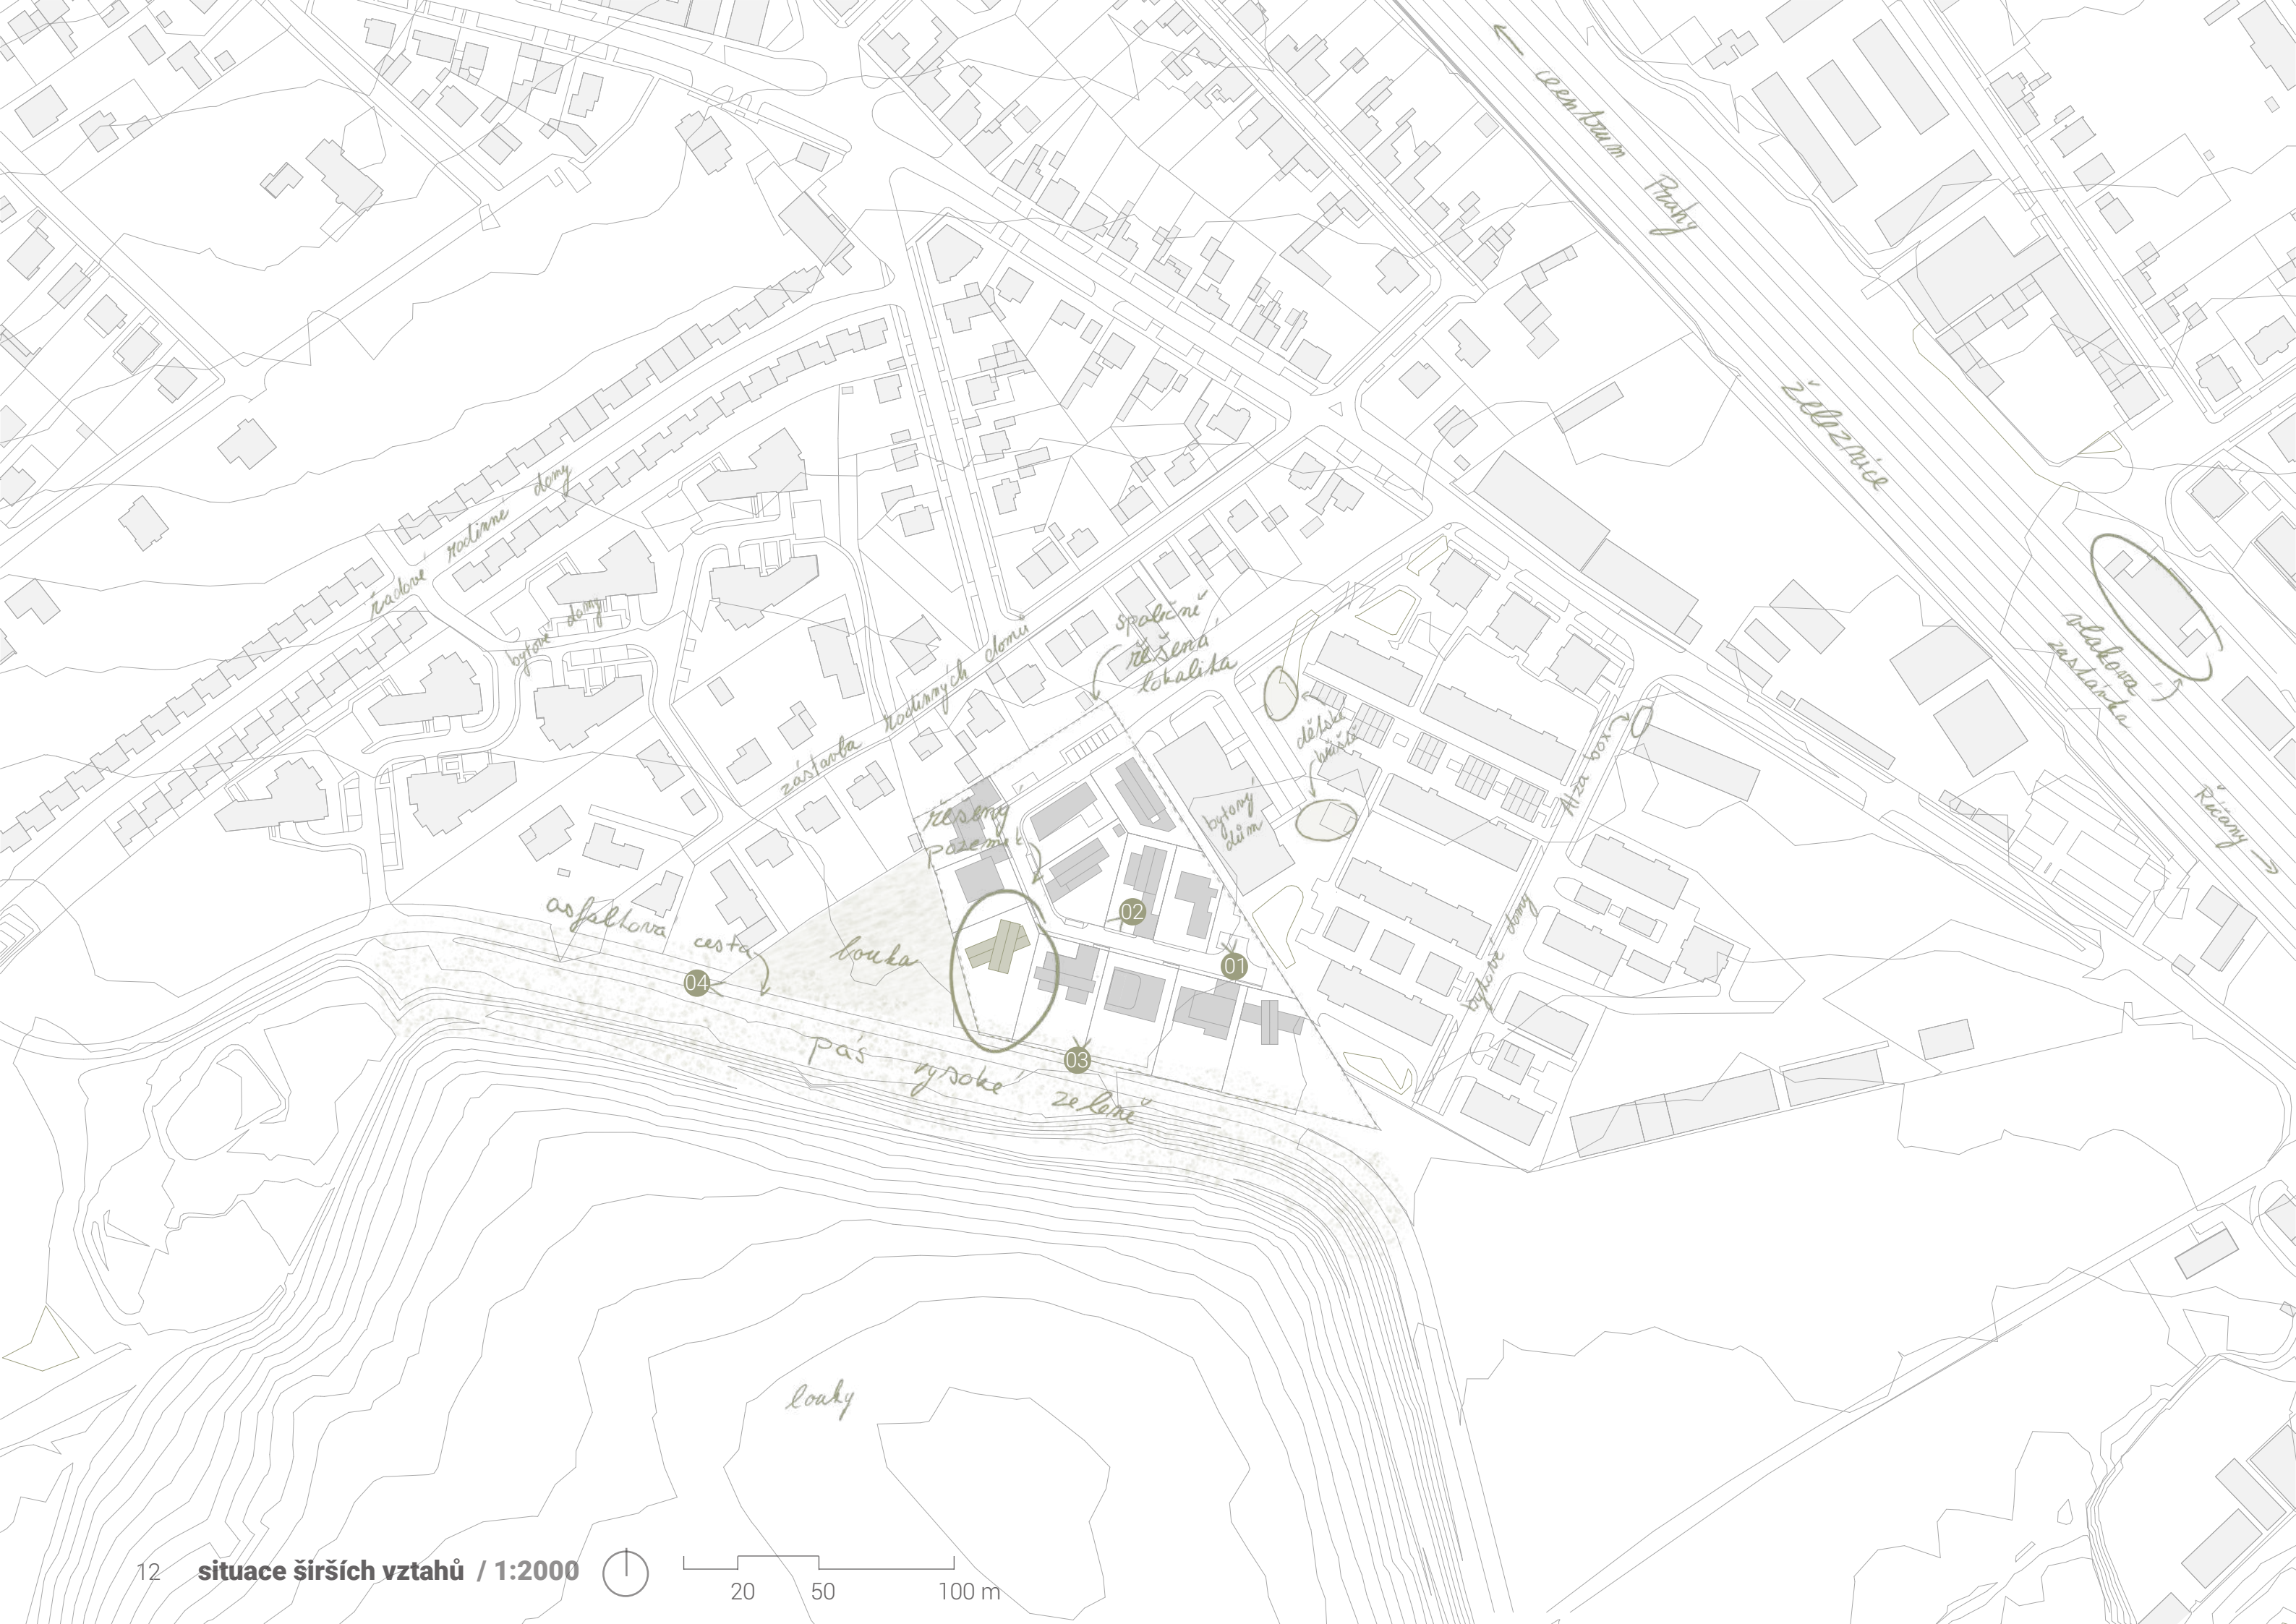 centrum Prahy
železnice
řadové rodinné domy
bytové domy
společně
řešená
lokalita
vlaková
zastávka
zástavba rodinných domů
dětské
hřiště
Alza box
bytový
dům
Říčany
řešený
pozemek
02
asfaltová cesta
louka
01
04
bytové domy
03
pás vysoké zeleně
louky
12 situace širších vztahů / 1:2000
20 50 100 m